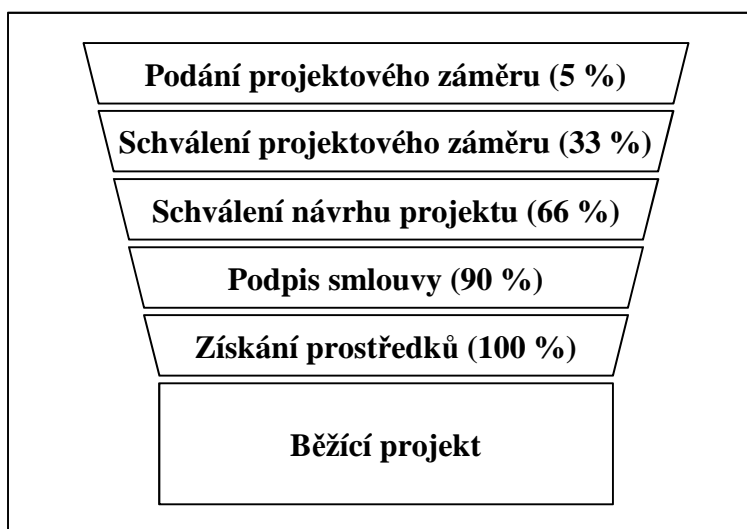 Podání projektového záměru (5 %)
Schválení projektového záměru (33 %)
Schválení návrhu projektu (66 %)
Podpis smlouvy (90 %)
Získání prostředků (100 %)
Běžící projekt